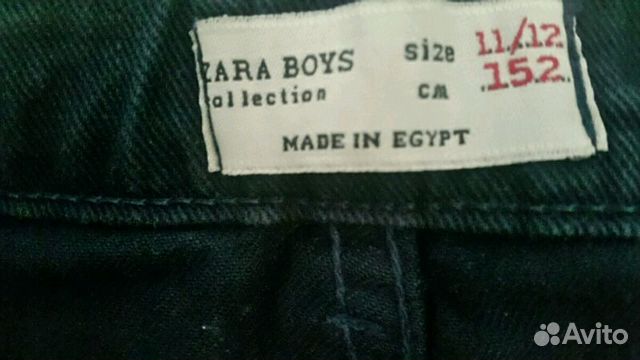 ZARA BOYS size 11/12
collection CM 152
MADE IN EGYPT
Avito